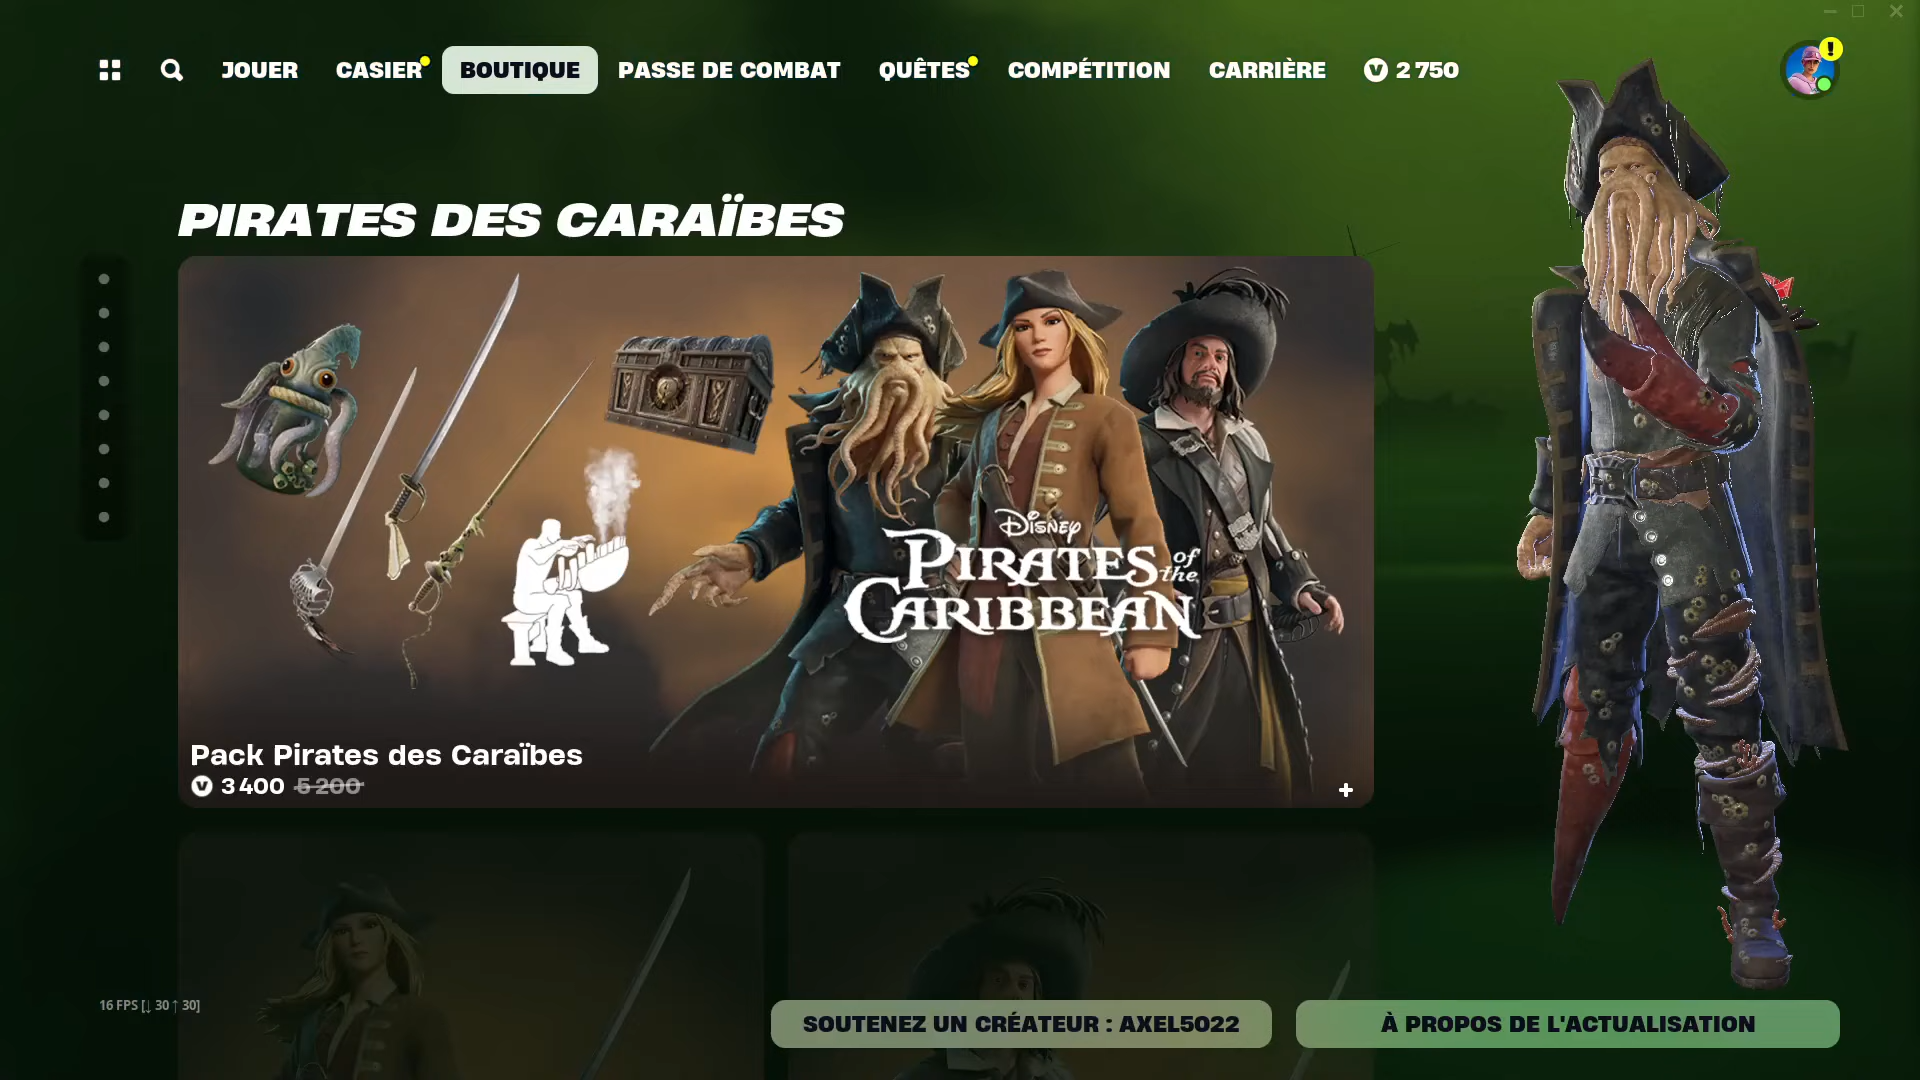 JOUER CASIER BOUTIQUE PASSE DE COMBAT QUÊTES COMPÉTITION CARRIÈRE 2 750
PIRATES DES CARAÏBES
DISNEY
PIRATES of the
CARIBBEAN
Pack Pirates des Caraïbes
3 400 5 200
16 FPS [↓ 30 ↑ 30]
SOUTENEZ UN CRÉATEUR : AXEL5022
À PROPOS DE L'ACTUALISATION